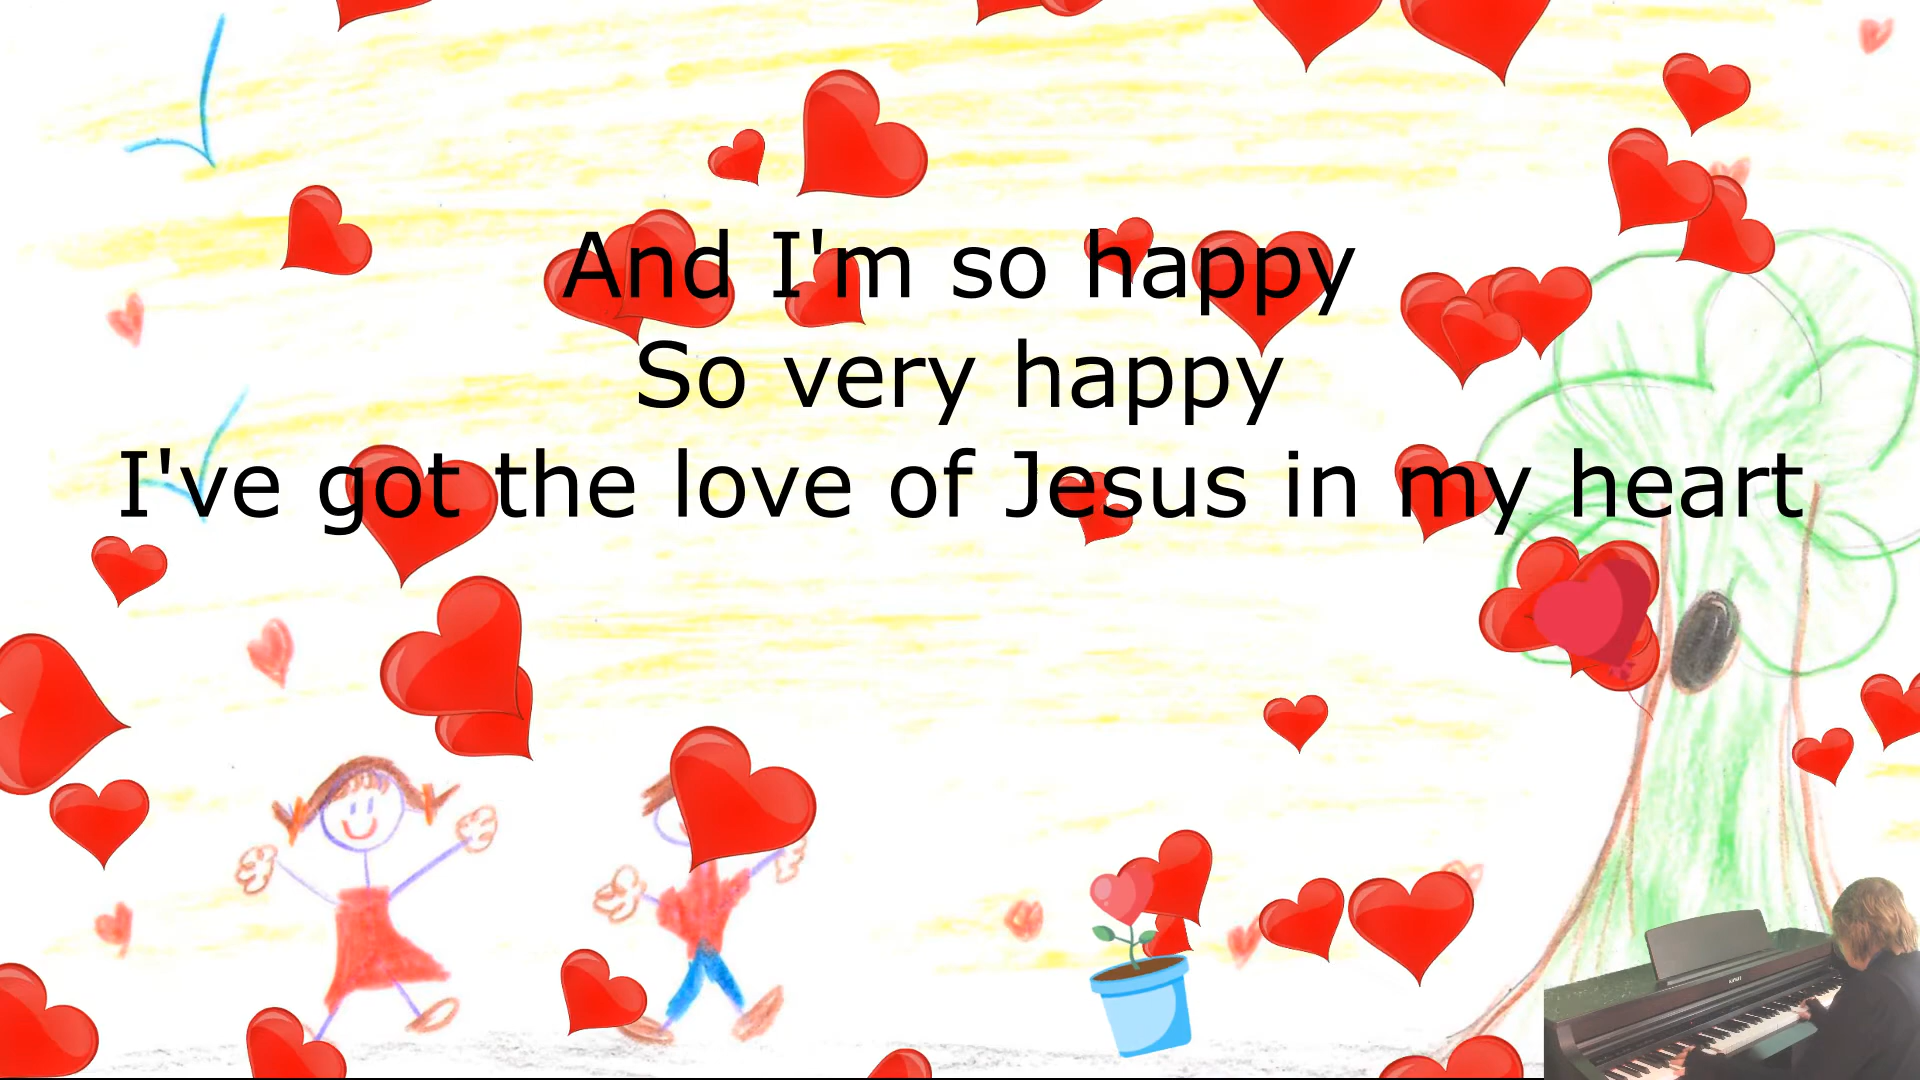 And I'm so happy
So very happy
I've got the love of Jesus in my heart